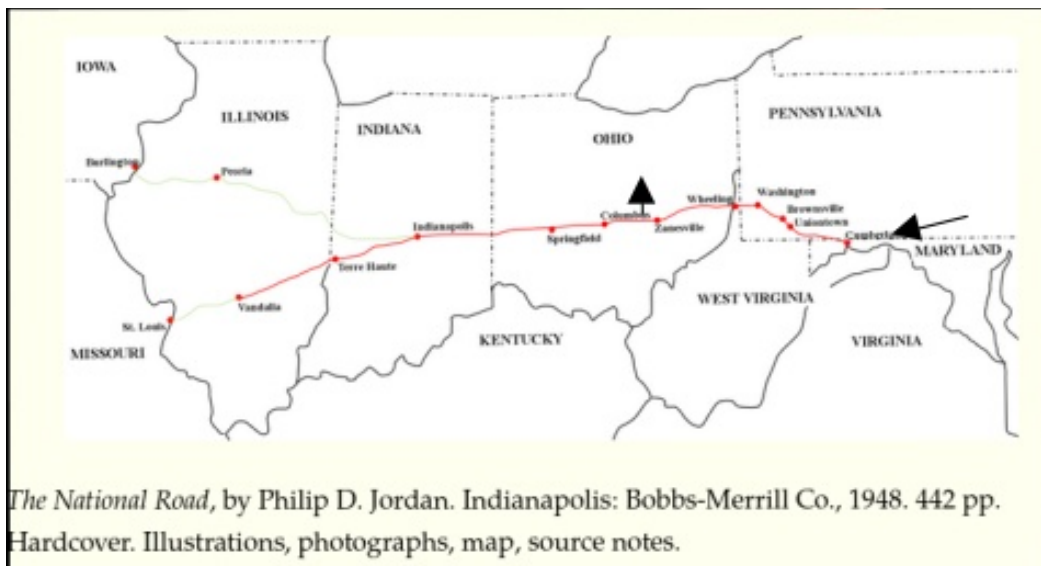 IOWA
ILLINOIS
INDIANA
OHIO
PENNSYLVANIA
Burlington
Peoria
Indianapolis
Springfield
Columbus
Zanesville
Wheeling
Washington
Brownsville
Uniontown
MARYLAND
Terre Haute
Vandalia
St. Louis
MISSOURI
KENTUCKY
WEST VIRGINIA
VIRGINIA
The National Road, by Philip D. Jordan. Indianapolis: Bobbs-Merrill Co., 1948. 442 pp.
Hardcover. Illustrations, photographs, map, source notes.